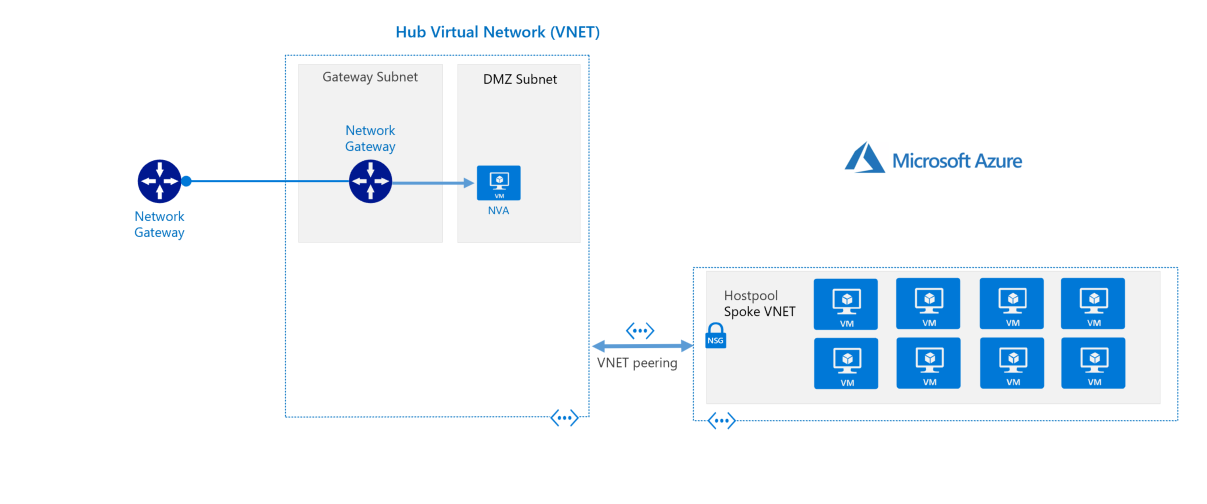 Hub Virtual Network (VNET)
Gateway Subnet
DMZ Subnet
Network
Gateway
VM
NVA
Network
Gateway
Microsoft Azure
VNET peering
Hostpool
Spoke VNET
NSG
VM
VM
VM
VM
VM
VM
VM
VM